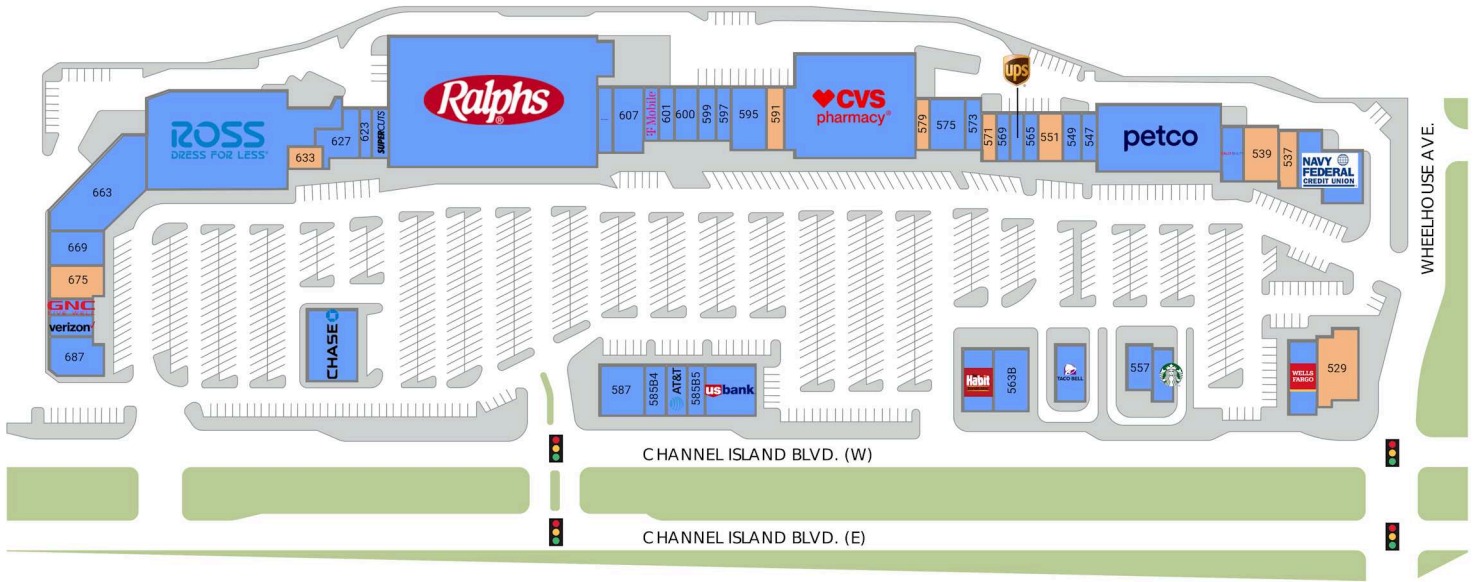 ROSS
DRESS FOR LESS
663
669
675
GNC
LIVE WELL
verizon
687
633
627
623
SUPERCUTS
Ralphs
607
T Mobile
601
600
599
597
595
591
CVS
pharmacy
579
575
573
571
569
ups
565
551
549
547
petco
539
537
NAVY
FEDERAL
CREDIT UNION
WHEELHOUSE AVE.
CHASE
587
585B4
AT&T
585B5
usbank
Habit
563B
TACO BELL
557
WELLS
FARGO
529
CHANNEL ISLAND BLVD. (W)
CHANNEL ISLAND BLVD. (E)